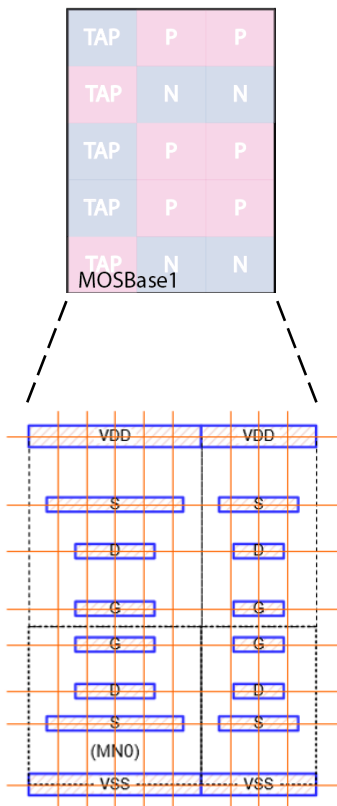 TAP P P
TAP N N
TAP P P
TAP P P
TAP N N
MOSBase1
VDD VDD
S S
D D
G G
G G
D D
S S
(MN0)
VSS VSS